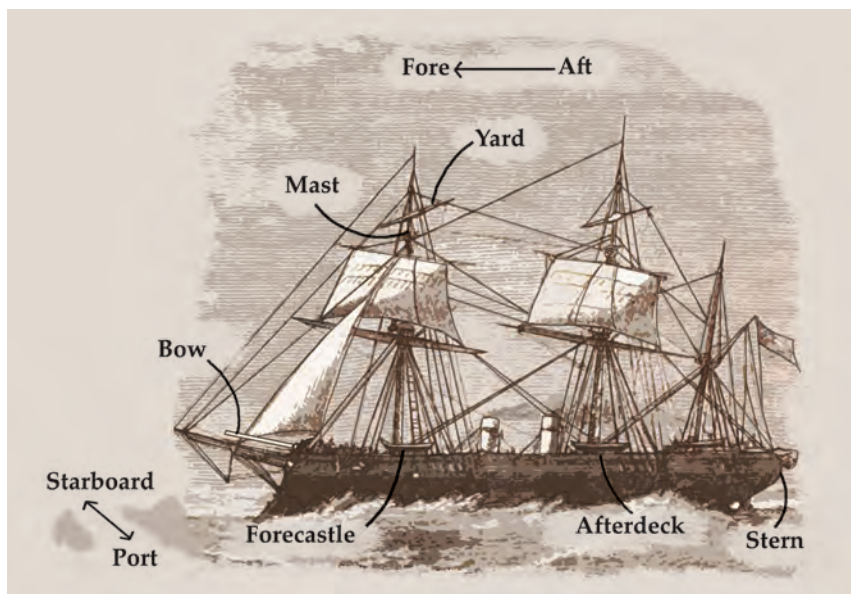 Fore
Aft
Yard
Mast
Bow
Starboard
Port
Forecastle
Afterdeck
Stern